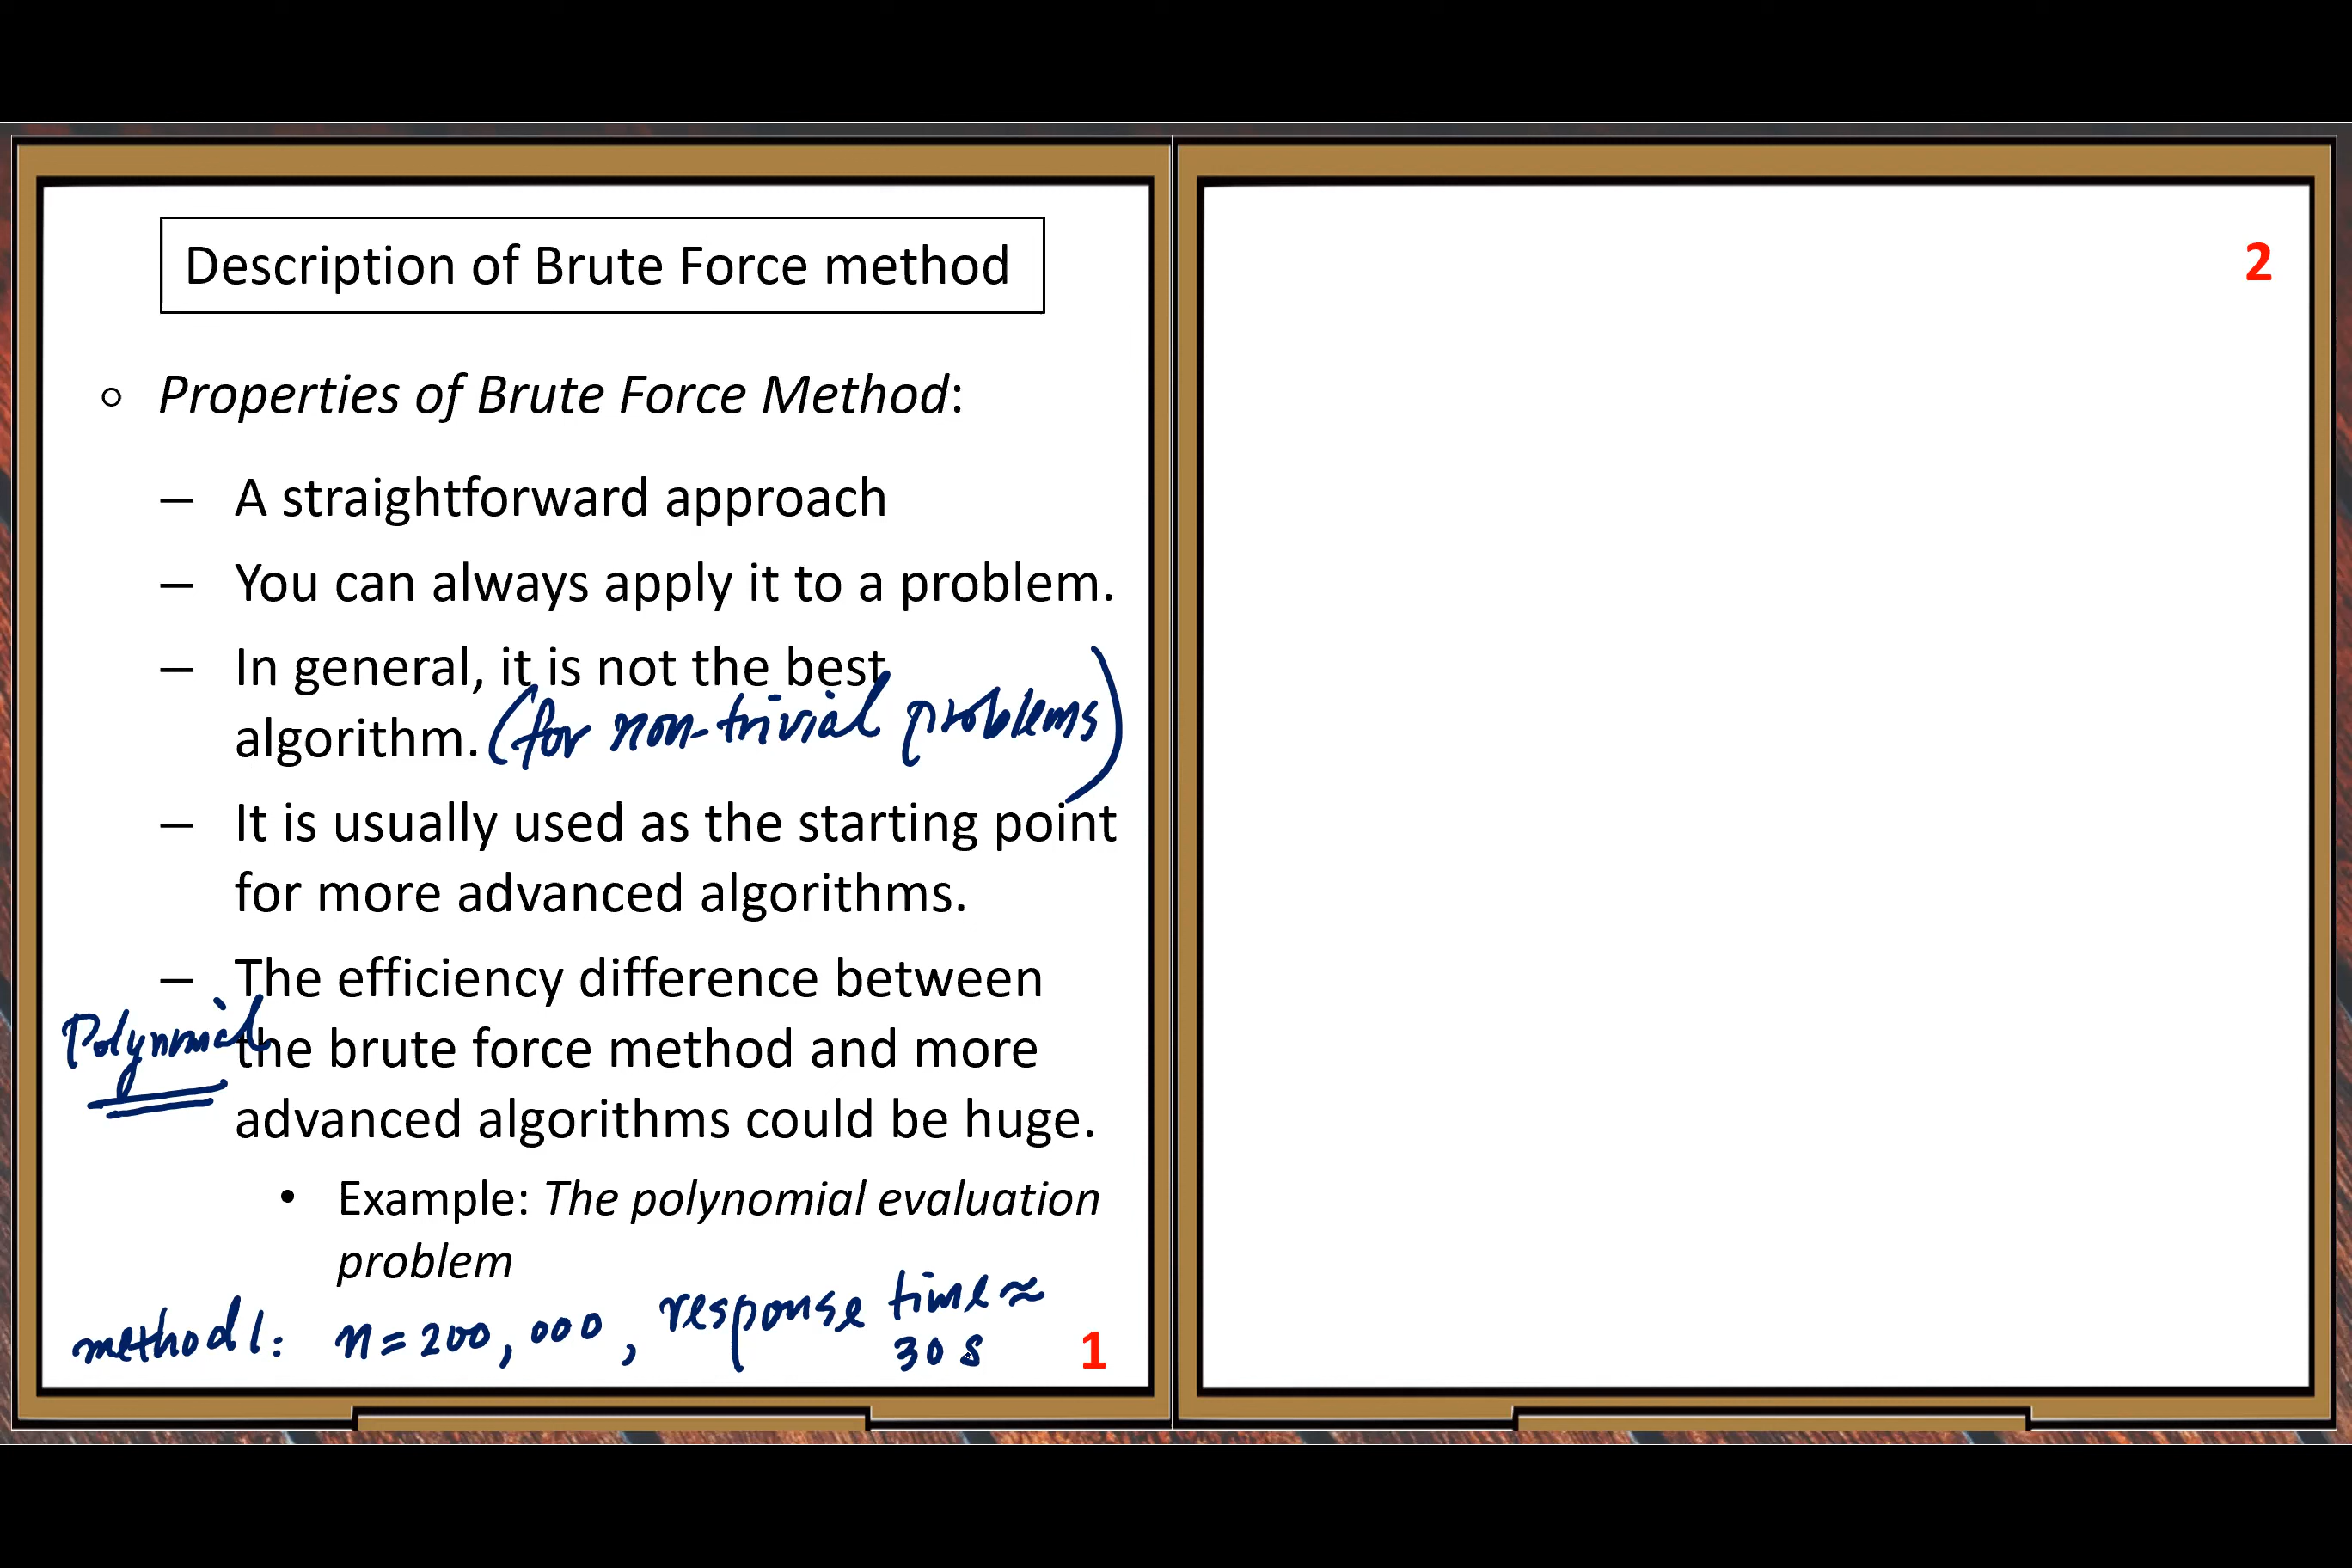 Description of Brute Force method
2
◦ Properties of Brute Force Method:
– A straightforward approach
– You can always apply it to a problem.
– In general, it is not the best
algorithm. (for non-trivial problems)
– It is usually used as the starting point
for more advanced algorithms.
– The efficiency difference between
Polynomial the brute force method and more
advanced algorithms could be huge.
• Example: The polynomial evaluation
problem
method 1: n = 200,000, response time ≈
30 s
1